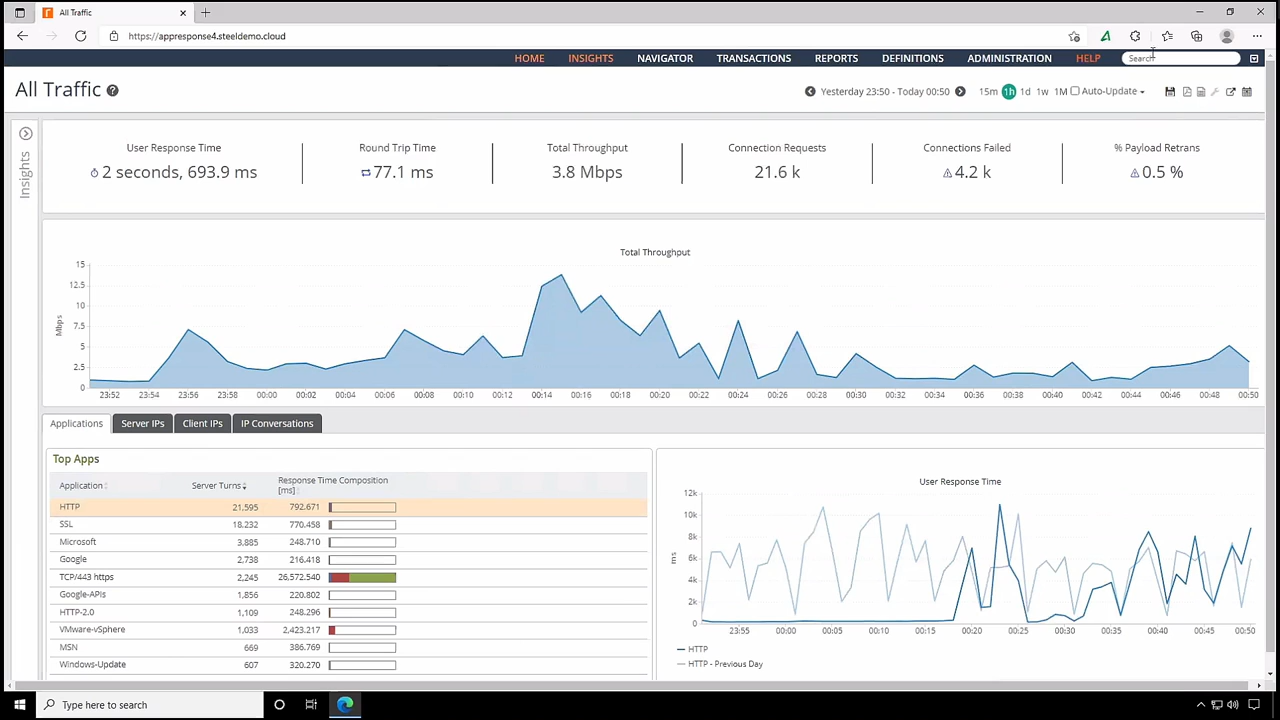 All Traffic
https://appresponse4.steeldemo.cloud
HOME INSIGHTS NAVIGATOR TRANSACTIONS REPORTS DEFINITIONS ADMINISTRATION HELP Search
All Traffic ? Yesterday 23:50 - Today 00:50 15m 1h 1d 1w 1M Auto-Update
Insights
User Response Time Round Trip Time Total Throughput Connection Requests Connections Failed % Payload Retrans
2 seconds, 693.9 ms 77.1 ms 3.8 Mbps 21.6 k 4.2 k 0.5 %
Total Throughput
15
12.5
10
7.5
5
2.5
0
Mbps
23:52 23:54 23:56 23:58 00:00 00:02 00:04 00:06 00:08 00:10 00:12 00:14 00:16 00:18 00:20 00:22 00:24 00:26 00:28 00:30 00:32 00:34 00:36 00:38 00:40 00:42 00:44 00:46 00:48 00:50
Applications Server IPs Client IPs IP Conversations
Top Apps
Application Server Turns Response Time Composition [ms]
HTTP 21,595 792.671
SSL 18,232 770.458
Microsoft 3,885 248.710
Google 2,738 216.418
TCP/443 https 2,245 26,572.540
Google-APIs 1,856 220.802
HTTP-2.0 1,109 248.296
VMware-vSphere 1,033 2,423.217
MSN 669 386.769
Windows-Update 607 320.270
User Response Time
12k
10k
8k
6k
4k
2k
0
ms
23:55 00:00 00:05 00:10 00:15 00:20 00:25 00:30 00:35 00:40 00:45 00:50
HTTP
HTTP - Previous Day
Type here to search